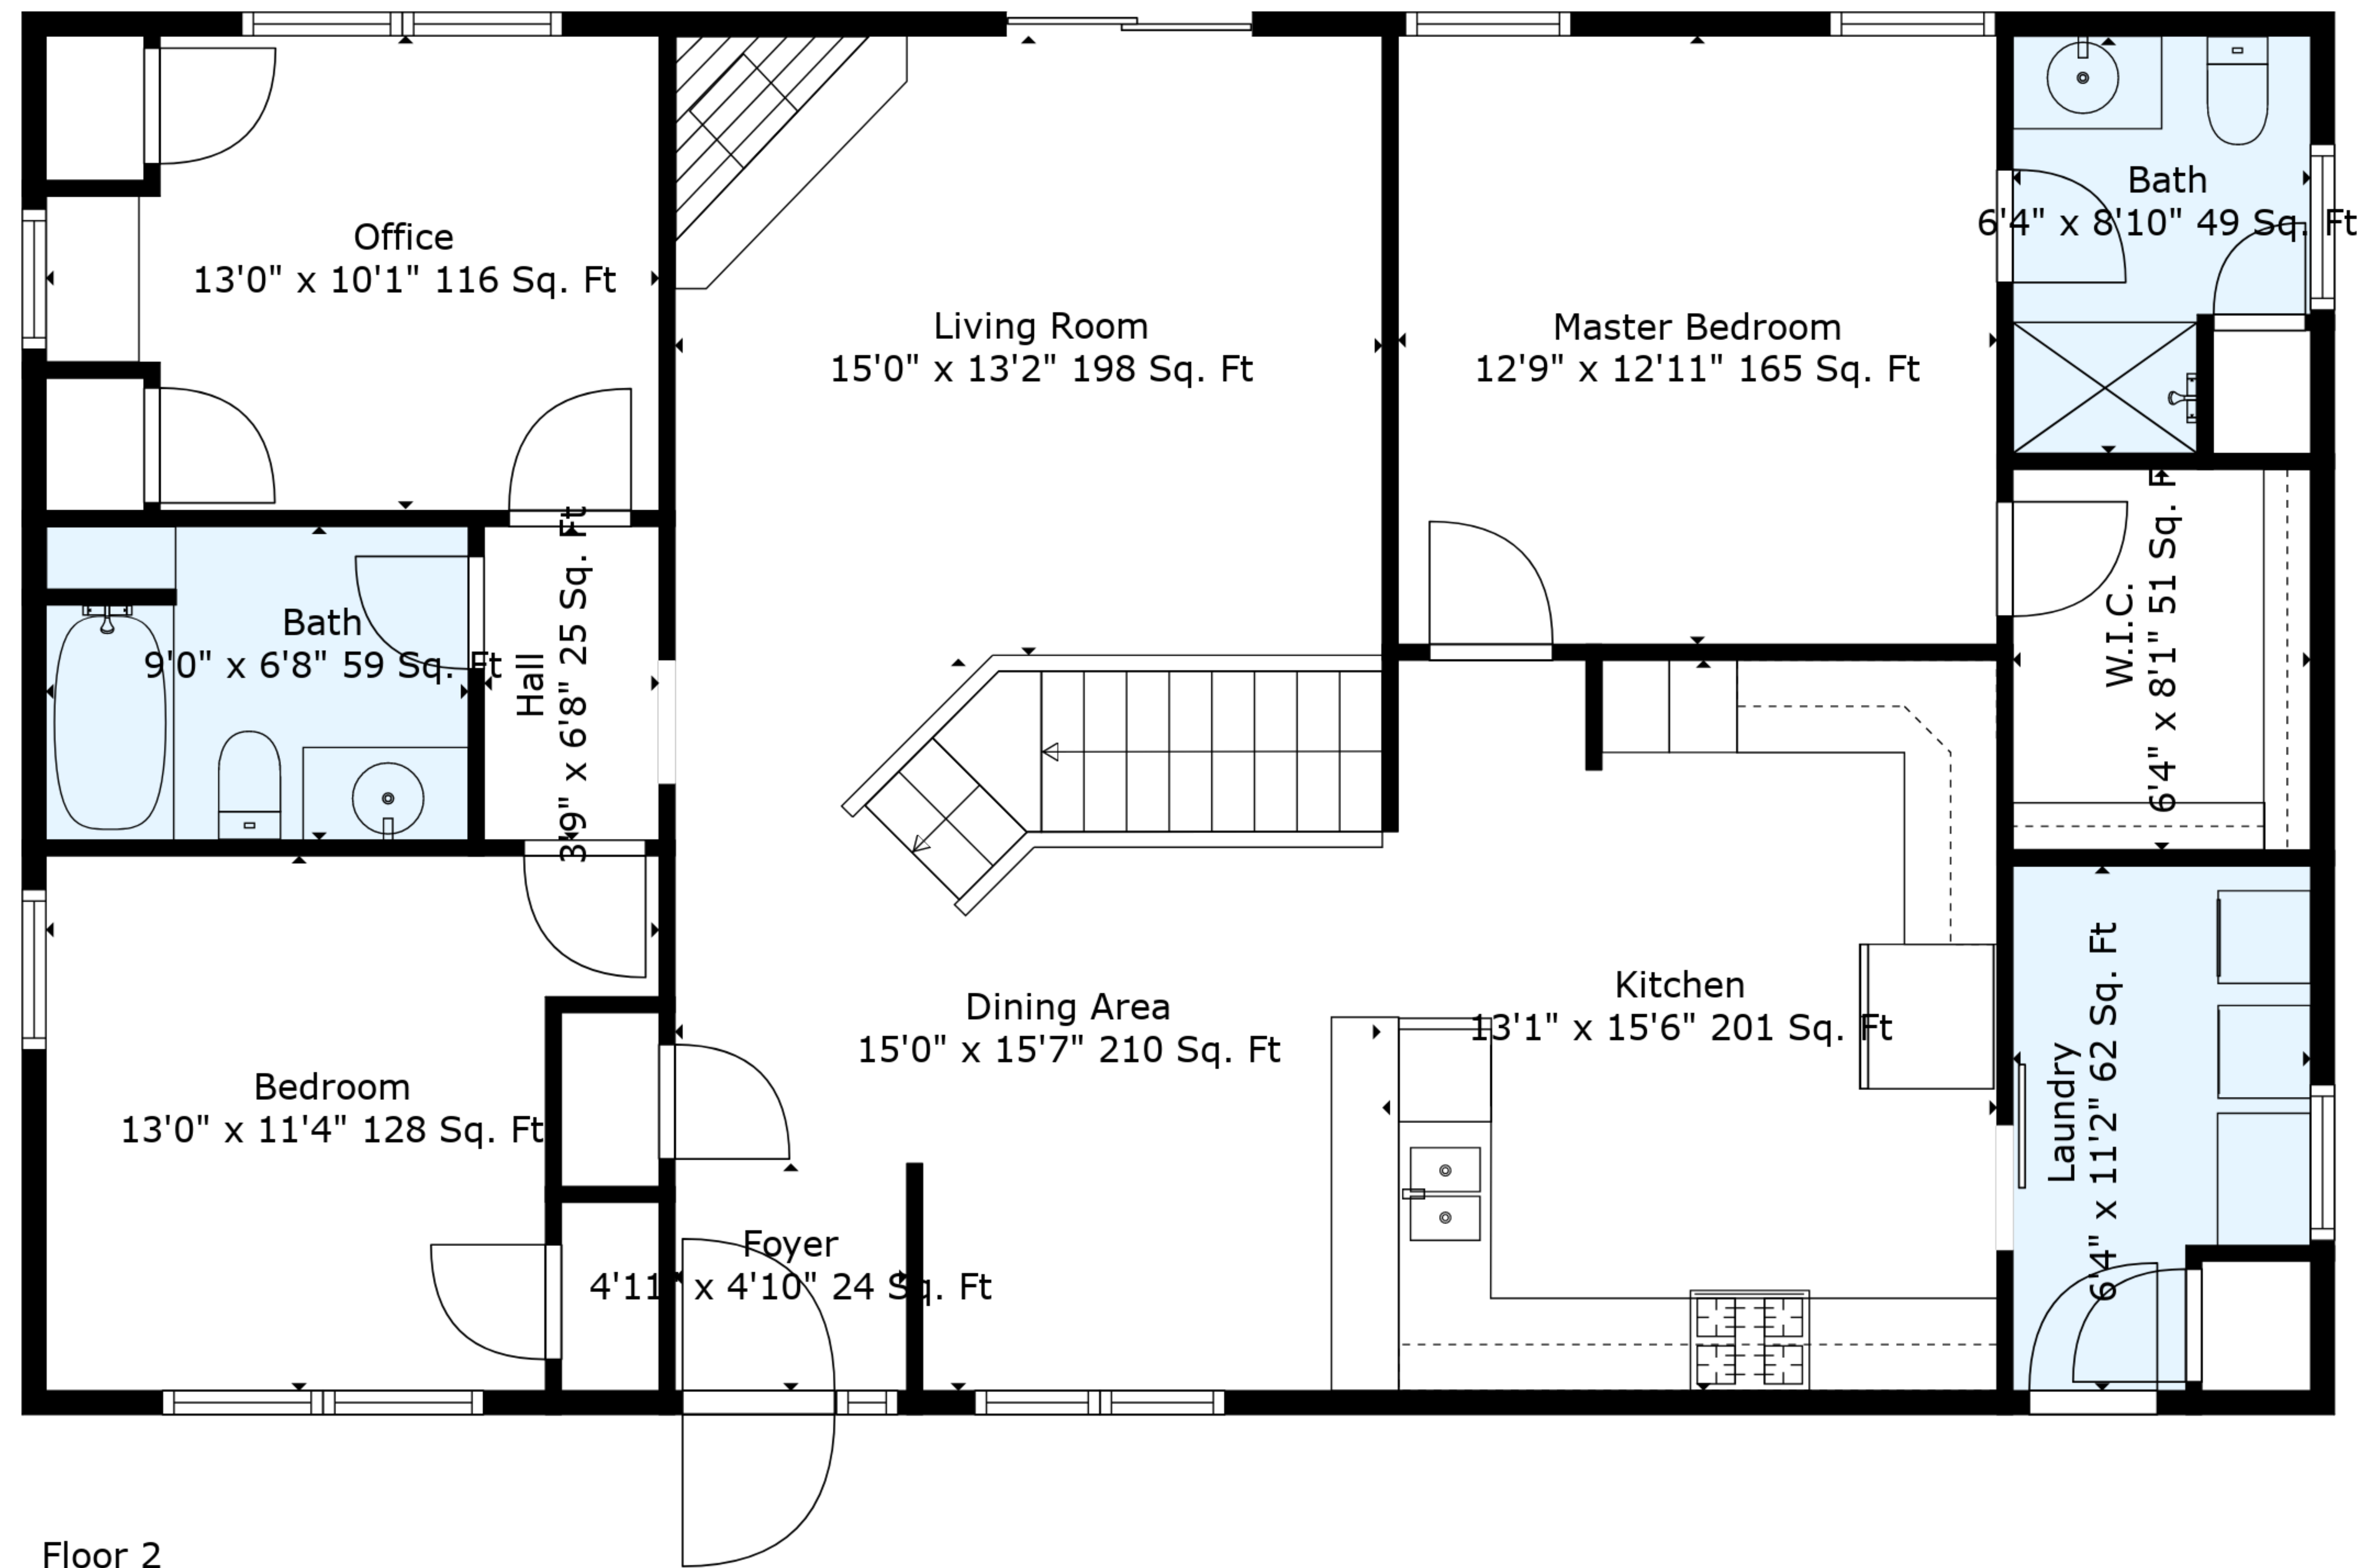 Office
13'0" x 10'1" 116 Sq. Ft
Living Room
15'0" x 13'2" 198 Sq. Ft
Master Bedroom
12'9" x 12'11" 165 Sq. Ft
Bath
6'4" x 8'10" 49 Sq. Ft
Bath
9'0" x 6'8" 59 Sq. Ft
Hall
3'9" x 6'8" 25 Sq. Ft
W.I.C.
6'4" x 8'1" 51 Sq. F
Dining Area
15'0" x 15'7" 210 Sq. Ft
Kitchen
13'1" x 15'6" 201 Sq. Ft
Laundry
6'4" x 11'2" 62 Sq. Ft
Bedroom
13'0" x 11'4" 128 Sq. Ft
Foyer
4'11" x 4'10" 24 Sq. Ft
Floor 2